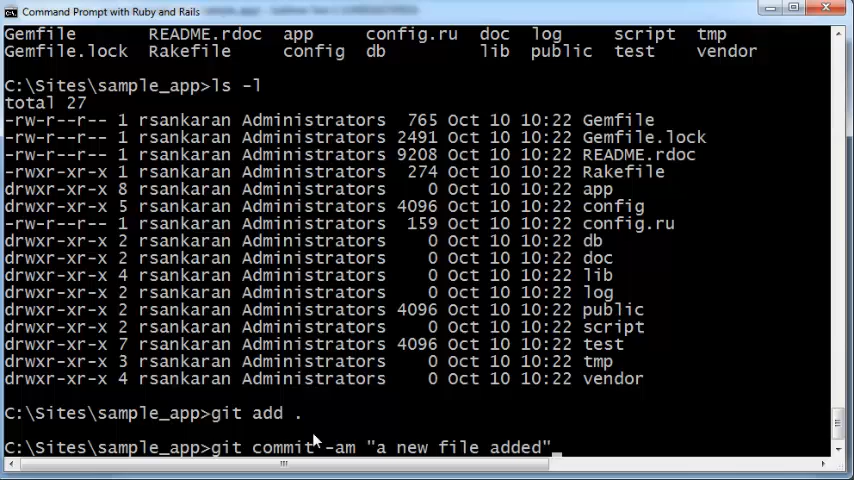 Command Prompt with Ruby and Rails
Gemfile README.rdoc app config.ru doc log script tmp
Gemfile.lock Rakefile config db lib public test vendor
C:\Sites\sample_app>ls -l
total 27
-rw-r--r-- 1 rsankaran Administrators 765 Oct 10 10:22 Gemfile
-rw-r--r-- 1 rsankaran Administrators 2491 Oct 10 10:22 Gemfile.lock
-rw-r--r-- 1 rsankaran Administrators 9208 Oct 10 10:22 README.rdoc
-rwxr-xr-x 1 rsankaran Administrators 274 Oct 10 10:22 Rakefile
drwxr-xr-x 8 rsankaran Administrators 0 Oct 10 10:22 app
drwxr-xr-x 5 rsankaran Administrators 4096 Oct 10 10:22 config
-rw-r--r-- 1 rsankaran Administrators 159 Oct 10 10:22 config.ru
drwxr-xr-x 2 rsankaran Administrators 0 Oct 10 10:22 db
drwxr-xr-x 2 rsankaran Administrators 0 Oct 10 10:22 doc
drwxr-xr-x 4 rsankaran Administrators 0 Oct 10 10:22 lib
drwxr-xr-x 2 rsankaran Administrators 0 Oct 10 10:22 log
drwxr-xr-x 2 rsankaran Administrators 4096 Oct 10 10:22 public
drwxr-xr-x 2 rsankaran Administrators 0 Oct 10 10:22 script
drwxr-xr-x 7 rsankaran Administrators 4096 Oct 10 10:22 test
drwxr-xr-x 3 rsankaran Administrators 0 Oct 10 10:22 tmp
drwxr-xr-x 4 rsankaran Administrators 0 Oct 10 10:22 vendor
C:\Sites\sample_app>git add .
C:\Sites\sample_app>git commit -am "a new file added"